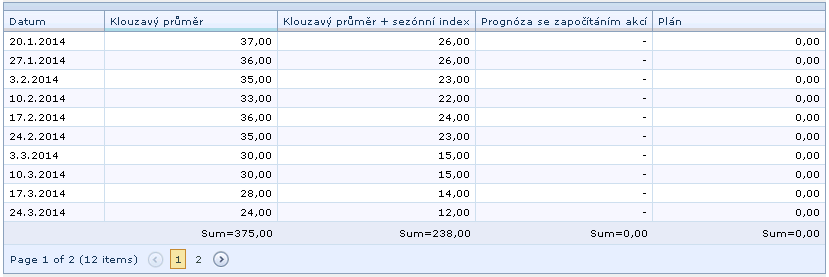 Datum Klouzavý průměr Klouzavý průměr + sezónní index Prognóza se započítáním akcí Plán
20.1.2014 37,00 26,00 - 0,00
27.1.2014 36,00 26,00 - 0,00
3.2.2014 35,00 23,00 - 0,00
10.2.2014 33,00 22,00 - 0,00
17.2.2014 36,00 24,00 - 0,00
24.2.2014 35,00 23,00 - 0,00
3.3.2014 30,00 15,00 - 0,00
10.3.2014 30,00 15,00 - 0,00
17.3.2014 28,00 14,00 - 0,00
24.3.2014 24,00 12,00 - 0,00
Sum=375,00 Sum=238,00 Sum=0,00 Sum=0,00
Page 1 of 2 (12 items) 1 2